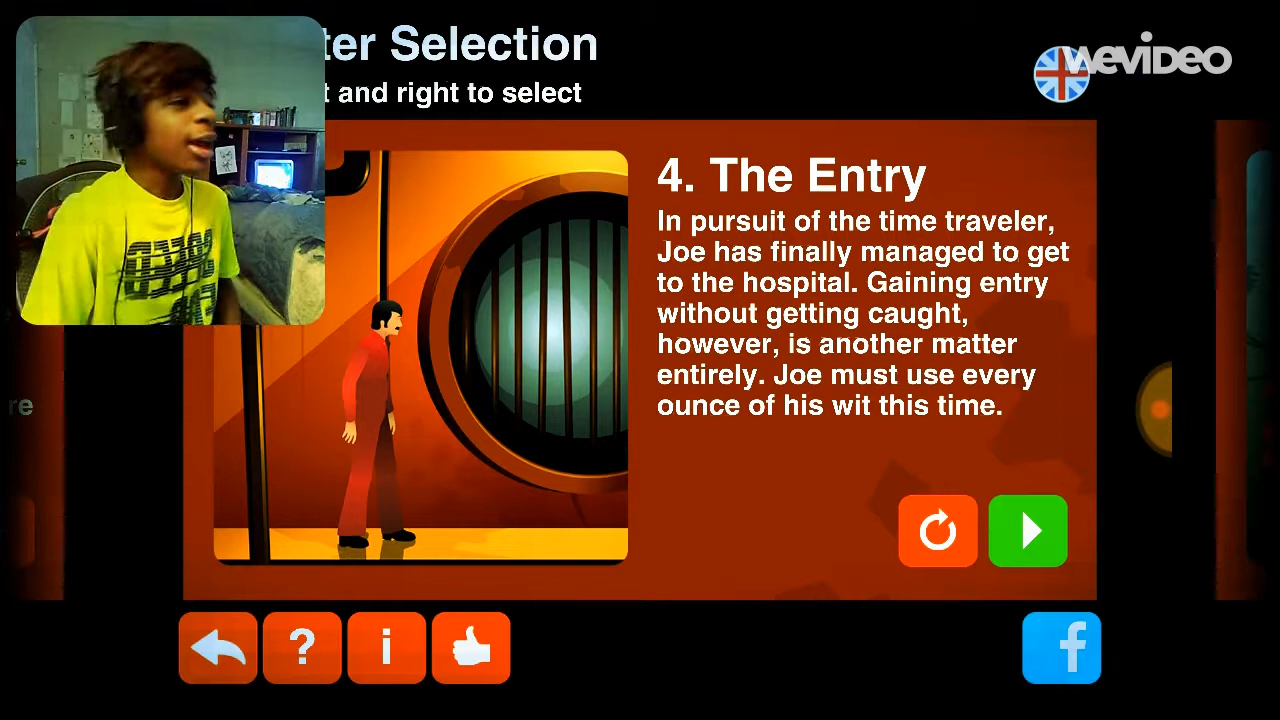 ter Selection
t and right to select
wevideo
4. The Entry
In pursuit of the time traveler,
Joe has finally managed to get
to the hospital. Gaining entry
without getting caught,
however, is another matter
entirely. Joe must use every
ounce of his wit this time.
re
? i f